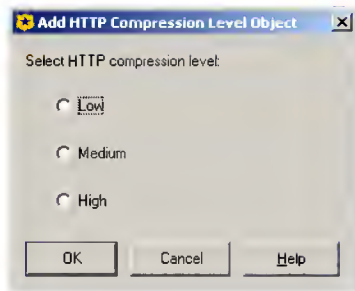 Add HTTP Compression Level Object
Select HTTP compression level:
Low
Medium
High
OK Cancel Help